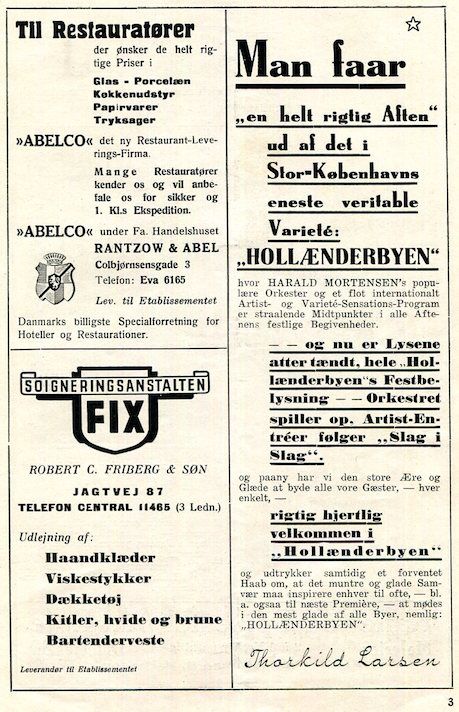 Til Restauratører
der ønsker de helt rig-
tige Priser i
Glas - Porcelæn
Køkkenudstyr
Papirvarer
Tryksager
»ABELCO« det ny Restaurant-Leve-
rings-Firma.
Mange Restauratører
kender os og vil anbe-
fale os for sikker og
1. Kl.s Ekspedition.
»ABELCO« under Fa. Handelshuset
RANTZOW & ABEL
Colbjørnsensgade 3
Telefon: Eva 6165
Lev. til Etablissementet
Danmarks billigste Specialforretning for
Hoteller og Restaurationer.
SOIGNERINGSANSTALTEN
FIX
ROBERT C. FRIBERG & SØN
JAGTVEJ 87
TELEFON CENTRAL 11465 (3 Ledn.)
Udlejning af:
Haandklæder
Viskestykker
Dækketøj
Kitler, hvide og brune
Bartenderveste
Leverandør til Etablissementet
Man faar
„en helt rigtig Aften"
ud af det i
Stor-Københavns
eneste veritable
Varieté:
„HOLLÆNDERBYEN"
hvor HARALD MORTENSEN's popu-
lære Orkester og et flot internationalt
Artist- og Varieté-Sensations-Program
er straalende Midtpunkter i alle Afte-
nens festlige Begivenheder.
— — og nu er Lysene
atter tændt, hele „Hol-
lænderbyen"s Festbe-
lysning — — Orkestret
spiller op, Artist-En-
tréer følger „Slag i
Slag".
og paany har vi den store Ære og
Glæde at byde alle vore Gæster, — hver
enkelt, —
rigtig hjertlig
velkommen i
„Hollænderbyen"
og udtrykker samtidig et forventet
Haab om, at det muntre og glade Sam-
vær maa inspirere enhver til ofte, — bl.
a. ogsaa til næste Première, — at mødes
i den mest glade af alle Byer, nemlig:
„HOLLÆNDERBYEN".
Thorkild Larsen
3